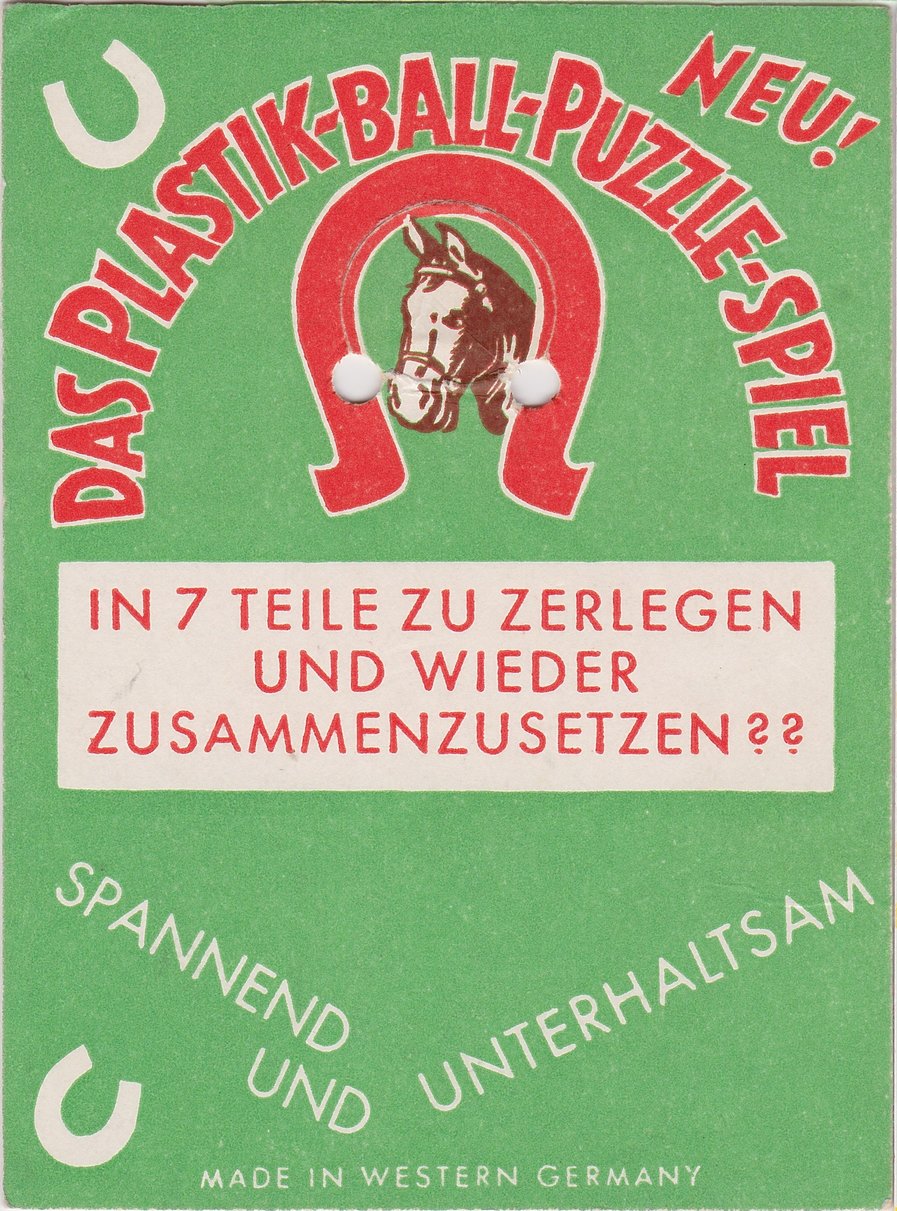 NEU!
DAS PLASTIK-BALL-PUZZLE-SPIEL
IN 7 TEILE ZU ZERLEGEN
UND WIEDER
ZUSAMMENZUSETZEN??
SPANNEND
UND
UNTERHALTSAM
MADE IN WESTERN GERMANY